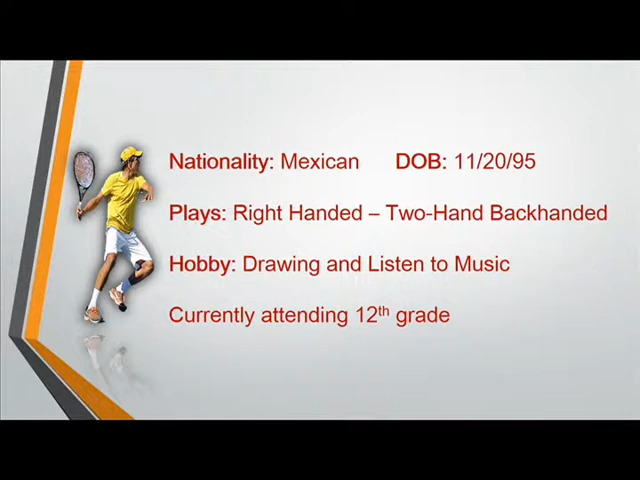 Nationality: Mexican DOB: 11/20/95
Plays: Right Handed – Two-Hand Backhanded
Hobby: Drawing and Listen to Music
Currently attending 12th grade